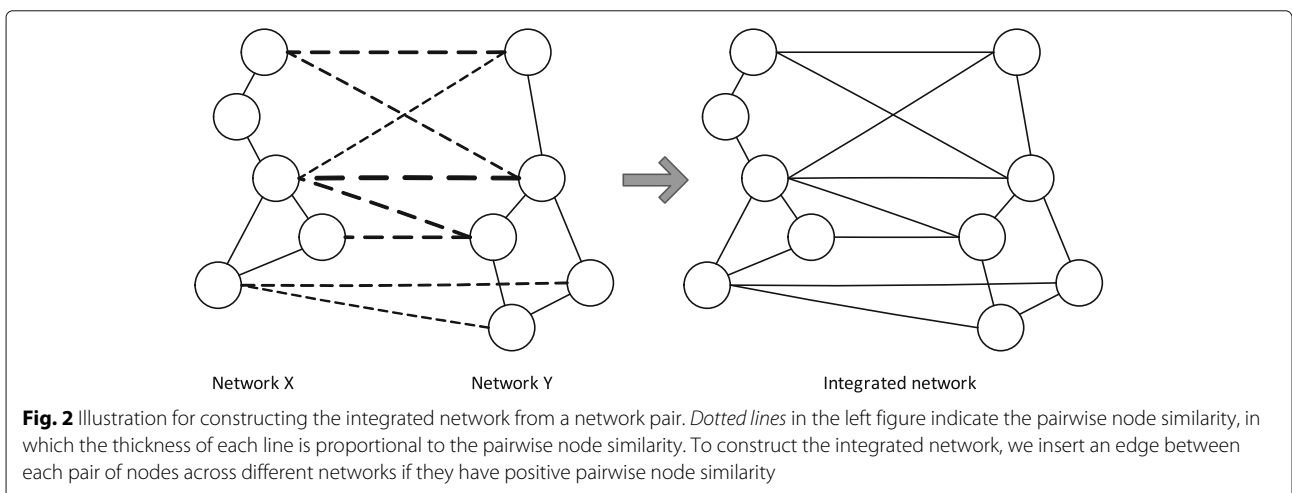 Network X
Network Y
Integrated network
Fig. 2 Illustration for constructing the integrated network from a network pair. Dotted lines in the left figure indicate the pairwise node similarity, in
which the thickness of each line is proportional to the pairwise node similarity. To construct the integrated network, we insert an edge between
each pair of nodes across different networks if they have positive pairwise node similarity